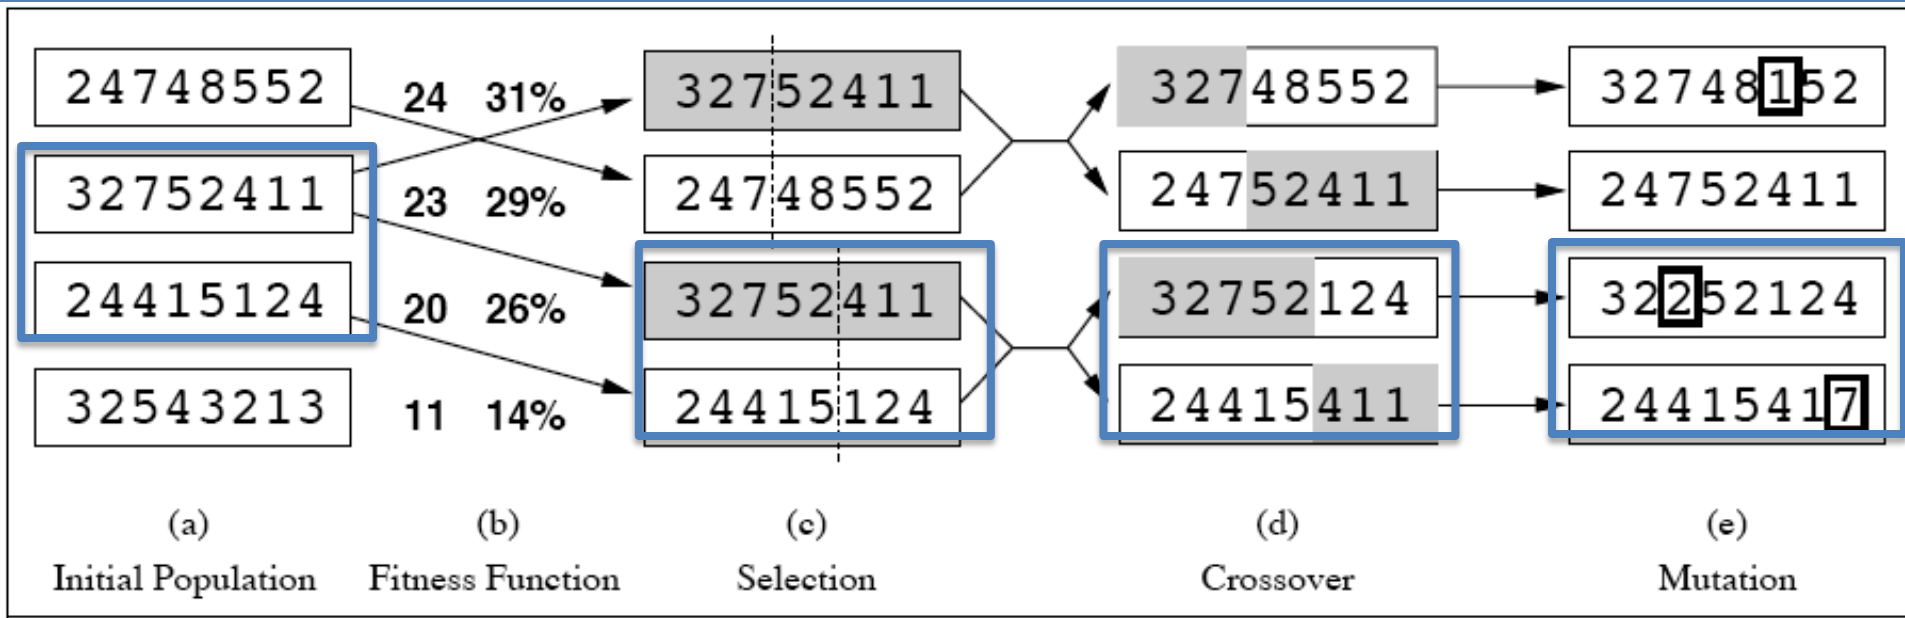 24748552 24 31% 32752411 32748552 32748152
32752411 23 29% 24748552 24752411 24752411
24415124 20 26% 32752411 32752124 32252124
32543213 11 14% 24415124 24415411 24415417
(a) (b) (c) (d) (e)
Initial Population Fitness Function Selection Crossover Mutation